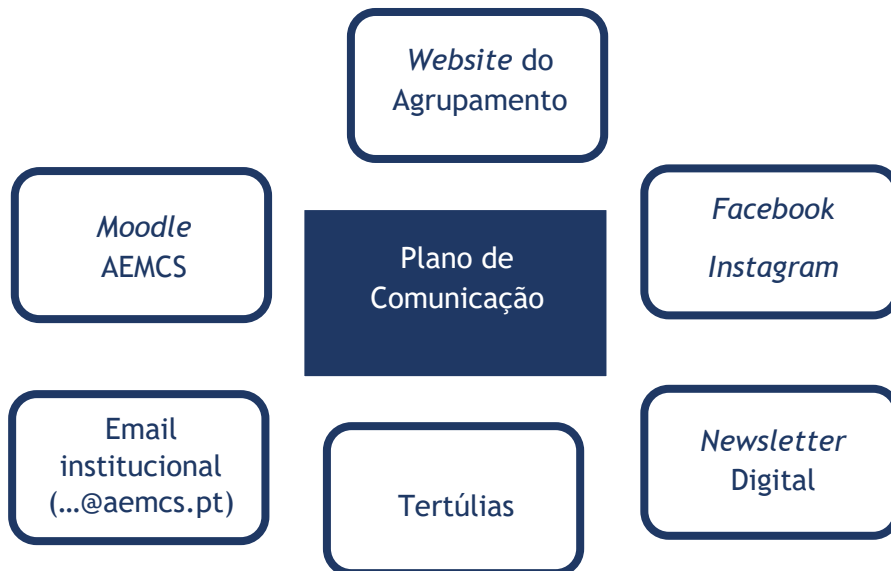 Website do
Agrupamento
Moodle
AEMCS
Plano de
Comunicação
Facebook
Instagram
Email
institucional
(…@aemcs.pt)
Tertúlias
Newsletter
Digital